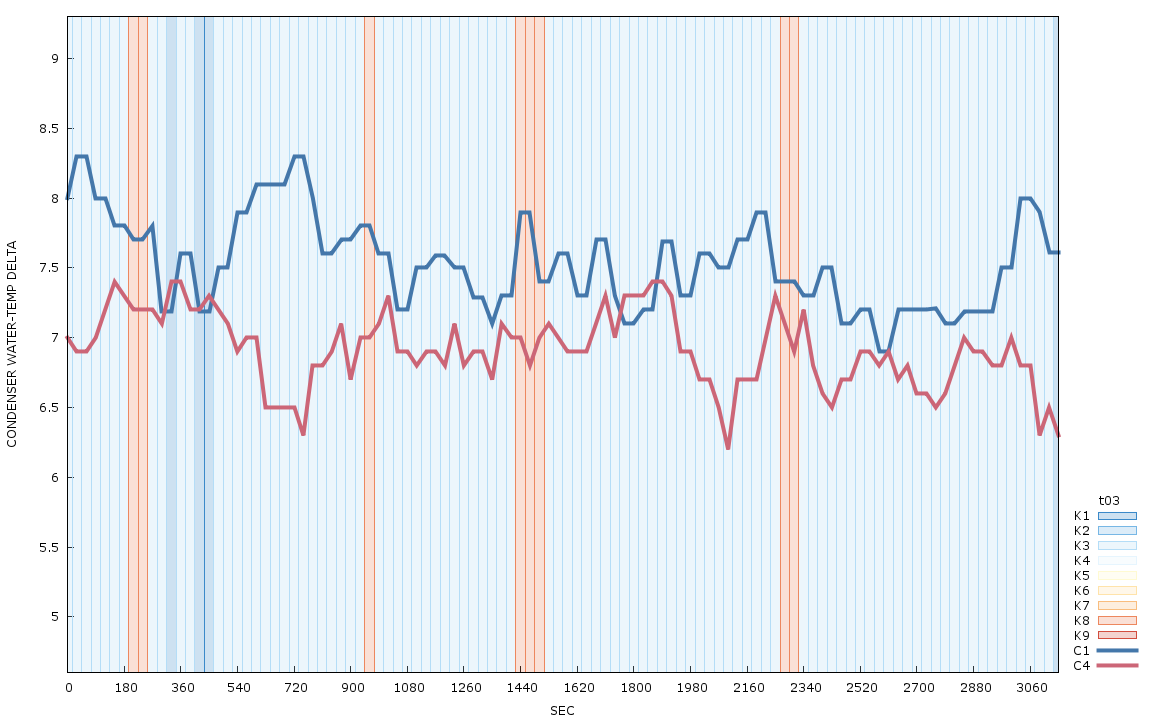 9
8.5
8
7.5
7
6.5
6
5.5
5
CONDENSER WATER-TEMP DELTA
0 180 360 540 720 900 1080 1260 1440 1620 1800 1980 2160 2340 2520 2700 2880 3060
SEC
t03
K1
K2
K3
K4
K5
K6
K7
K8
K9
C1
C4